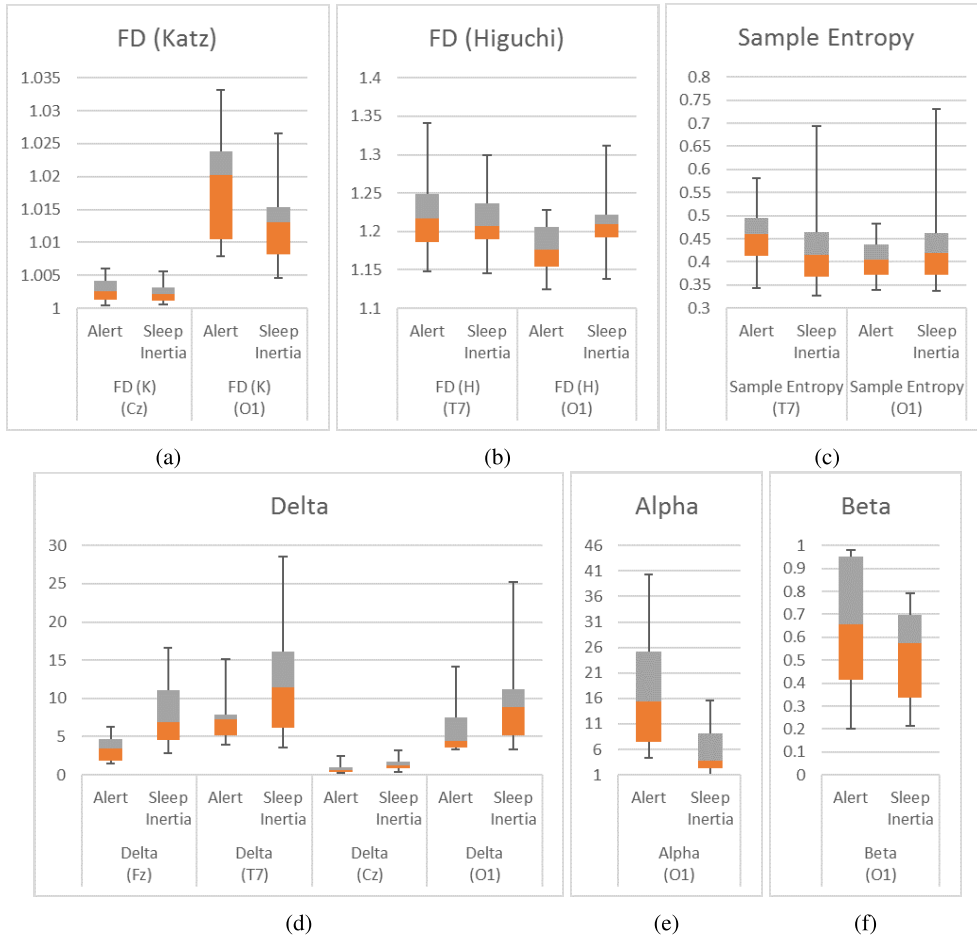 FD (Katz)
1.035
1.03
1.025
1.02
1.015
1.01
1.005
1
Alert Sleep Alert Sleep
Inertia Inertia
FD (K) FD (K)
(Cz) (O1)
(a)
FD (Higuchi)
1.4
1.3
1.25
1.2
1.15
1.1
Alert Sleep Alert Sleep
Inertia Inertia
FD (H) FD (H)
(T7) (O1)
(b)
Sample Entropy
0.8
0.75
0.7
0.65
0.6
0.55
0.5
0.45
0.4
0.35
0.3
Alert Sleep Alert Sleep
Inertia Inertia
Sample Entropy Sample Entropy
(T7) (O1)
(c)
Delta
30
25
20
15
10
5
0
Alert Sleep Alert Sleep Alert Sleep Alert Sleep
Inertia Inertia Inertia Inertia
Delta Delta Delta Delta
(Fz) (T7) (Cz) (O1)
(d)
Alpha
46
41
36
31
26
21
16
11
6
1
Alert Sleep
Inertia
Alpha
(O1)
(e)
Beta
1
0.9
0.8
0.7
0.6
0.5
0.4
0.3
0.2
0.1
0
Alert Sleep
Inertia
Beta
(O1)
(f)